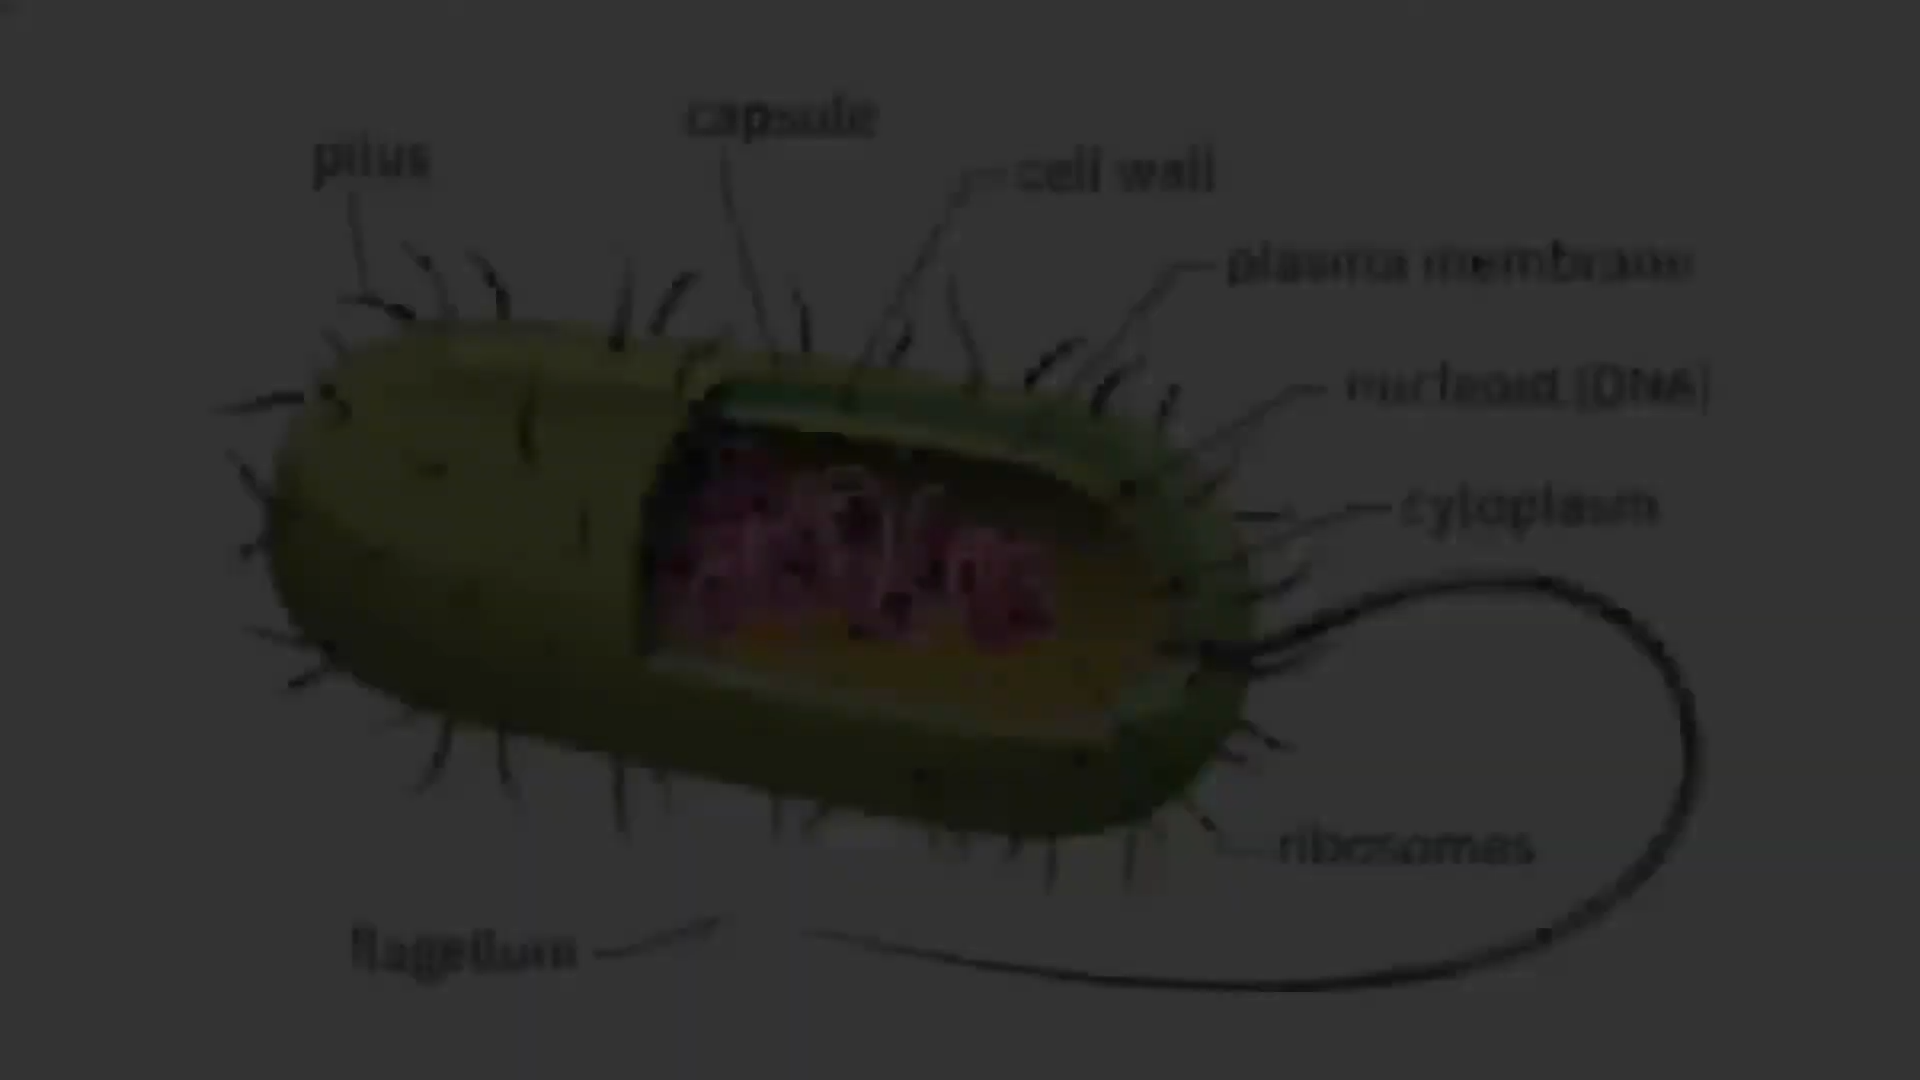 capsule
pilus
cell wall
plasma membrane
nucleoid (DNA)
cytoplasm
ribosomes
flagellum